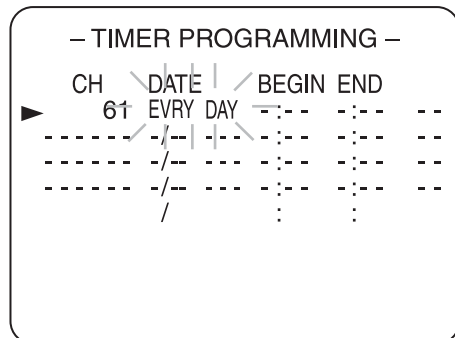 – TIMER PROGRAMMING –
CH DATE BEGIN END
► 61 EVRY DAY -:-- -:-- --
------ -/-- --- -:-- -:-- --
------ -/-- --- -:-- -:-- --
------ -/-- --- -:-- -:-- --
/ : :